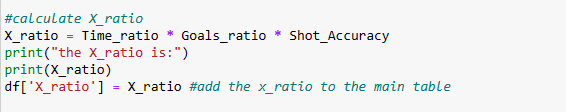 #calculate X_ratio
X_ratio = Time_ratio * Goals_ratio * Shot_Accuracy
print("the X_ratio is:")
print(X_ratio)
df['X_ratio'] = X_ratio #add the x_ratio to the main table